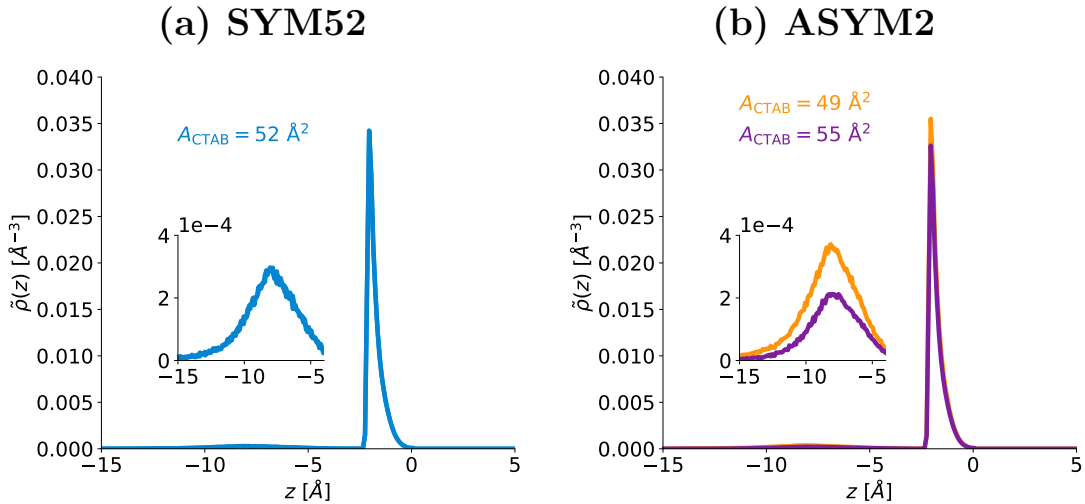 (a) SYM52
0.040
0.035
0.030
0.025
0.020
0.015
0.010
0.005
0.000
ρ̃(z) [Å⁻³]
A_CTAB = 52 Å²
1e−4
4
2
0
−15 −10 −5
−15 −10 −5 0 5
z [Å]
(b) ASYM2
0.040
0.035
0.030
0.025
0.020
0.015
0.010
0.005
0.000
ρ̃(z) [Å⁻³]
A_CTAB = 49 Å²
A_CTAB = 55 Å²
1e−4
4
2
0
−15 −10 −5
−15 −10 −5 0 5
z [Å]